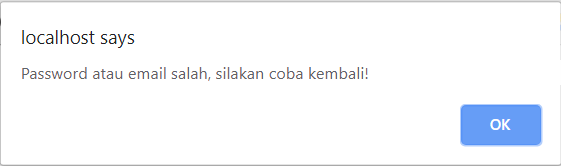 localhost says
Password atau email salah, silakan coba kembali!
OK